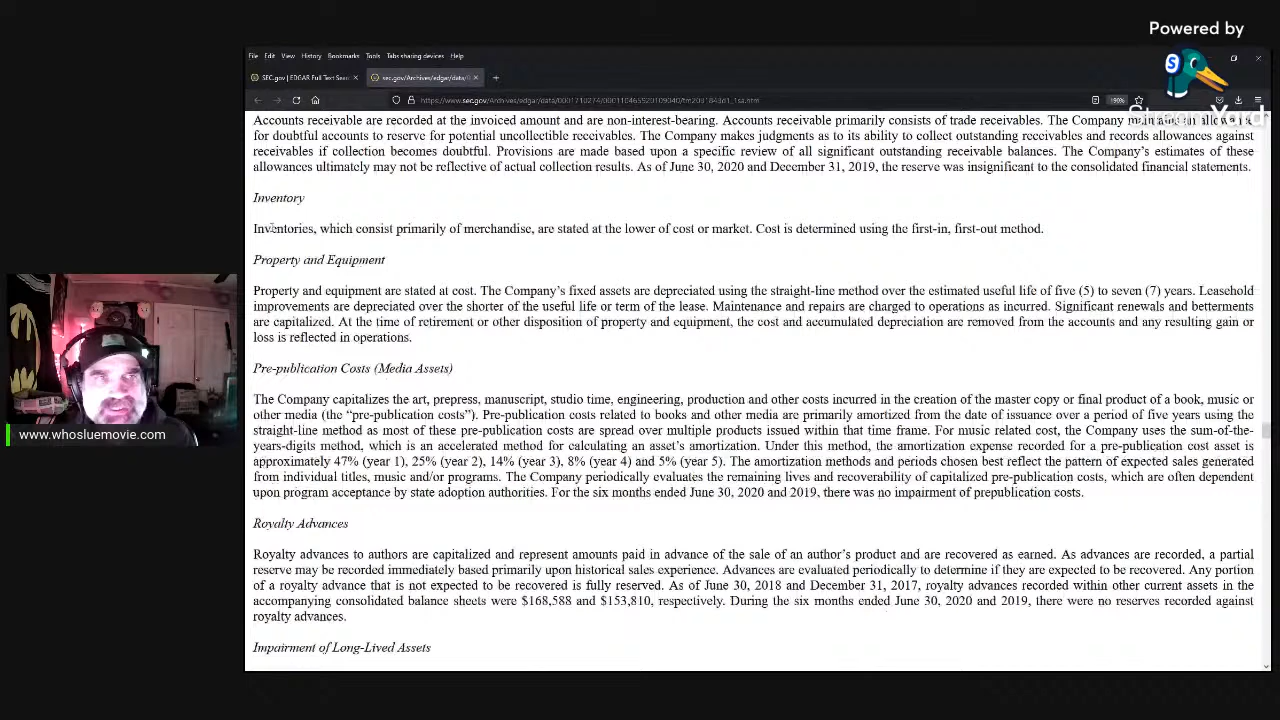 Powered by
StreamYard
File Edit View History Bookmarks Tools Tabs sharing devices Help
SEC.gov | EDGAR Full Text Sear
sec.gov/Archives/edgar/data/0
190%
Accounts receivable are recorded at the invoiced amount and are non-interest-bearing. Accounts receivable primarily consists of trade receivables. The Company
for doubtful accounts to reserve for potential uncollectible receivables. The Company makes judgments as to its ability to collect outstanding receivables and records allowances against
receivables if collection becomes doubtful. Provisions are made based upon a specific review of all significant outstanding receivable balances. The Company's estimates of these
allowances ultimately may not be reflective of actual collection results. As of June 30, 2020 and December 31, 2019, the reserve was insignificant to the consolidated financial statements.
Inventory
Inventories, which consist primarily of merchandise, are stated at the lower of cost or market. Cost is determined using the first-in, first-out method.
Property and Equipment
Property and equipment are stated at cost. The Company's fixed assets are depreciated using the straight-line method over the estimated useful life of five (5) to seven (7) years. Leasehold
improvements are depreciated over the shorter of the useful life or term of the lease. Maintenance and repairs are charged to operations as incurred. Significant renewals and betterments
are capitalized. At the time of retirement or other disposition of property and equipment, the cost and accumulated depreciation are removed from the accounts and any resulting gain or
loss is reflected in operations.
Pre-publication Costs (Media Assets)
The Company capitalizes the art, prepress, manuscript, studio time, engineering, production and other costs incurred in the creation of the master copy or final product of a book, music or
other media (the “pre-publication costs”). Pre-publication costs related to books and other media are primarily amortized from the date of issuance over a period of five years using the
straight-line method as most of these pre-publication costs are spread over multiple products issued within that time frame. For music related cost, the Company uses the sum-of-the-
years-digits method, which is an accelerated method for calculating an asset's amortization. Under this method, the amortization expense recorded for a pre-publication cost asset is
approximately 47% (year 1), 25% (year 2), 14% (year 3), 8% (year 4) and 5% (year 5). The amortization methods and periods chosen best reflect the pattern of expected sales generated
from individual titles, music and/or programs. The Company periodically evaluates the remaining lives and recoverability of capitalized pre-publication costs, which are often dependent
upon program acceptance by state adoption authorities. For the six months ended June 30, 2020 and 2019, there was no impairment of prepublication costs.
Royalty Advances
Royalty advances to authors are capitalized and represent amounts paid in advance of the sale of an author's product and are recovered as earned. As advances are recorded, a partial
reserve may be recorded immediately based primarily upon historical sales experience. Advances are evaluated periodically to determine if they are expected to be recovered. Any portion
of a royalty advance that is not expected to be recovered is fully reserved. As of June 30, 2018 and December 31, 2017, royalty advances recorded within other current assets in the
accompanying consolidated balance sheets were $168,588 and $153,810, respectively. During the six months ended June 30, 2020 and 2019, there were no reserves recorded against
royalty advances.
Impairment of Long-Lived Assets
www.whosluemovie.com